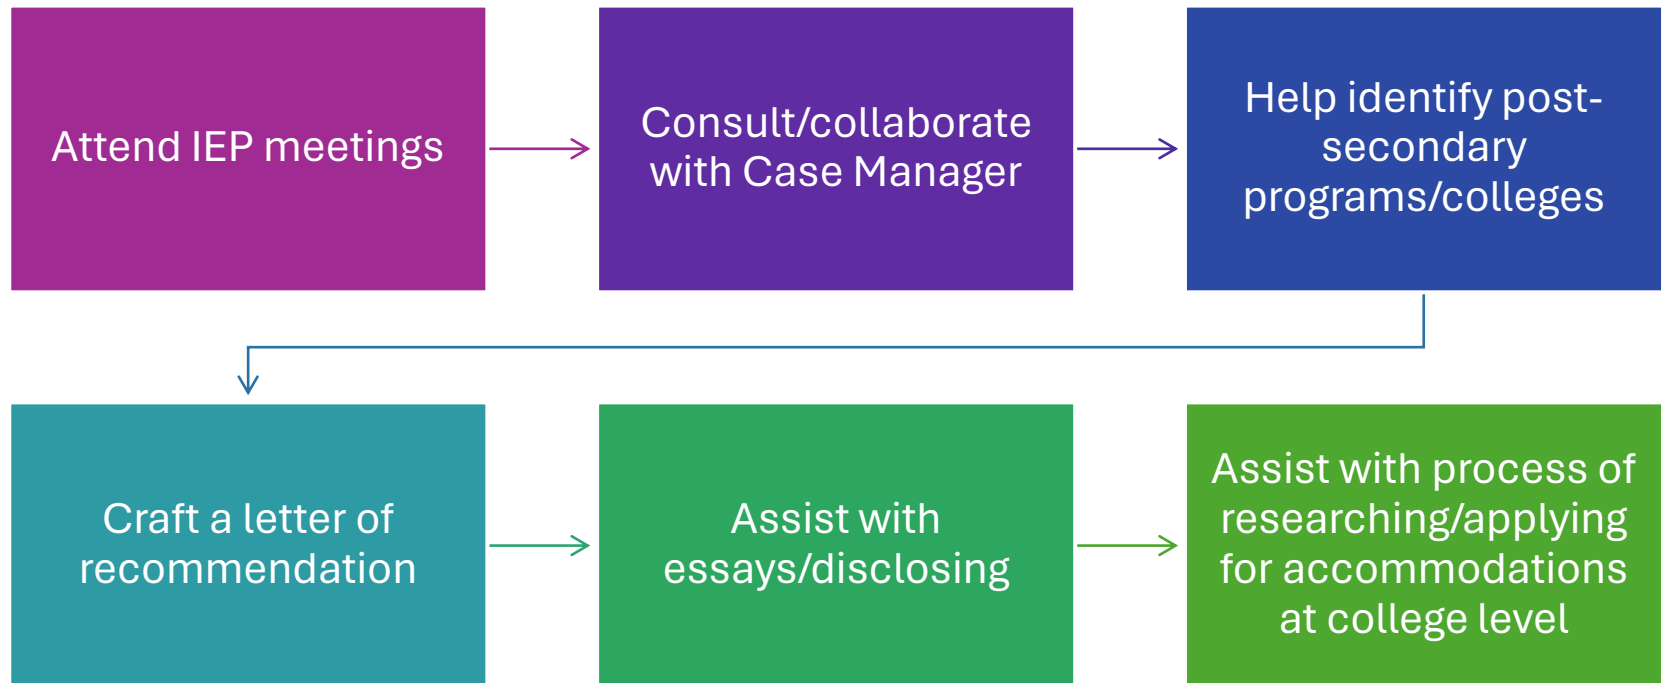 Attend IEP meetings
Consult/collaborate
with Case Manager
Help identify post-
secondary
programs/colleges
Craft a letter of
recommendation
Assist with
essays/disclosing
Assist with process of
researching/applying
for accommodations
at college level